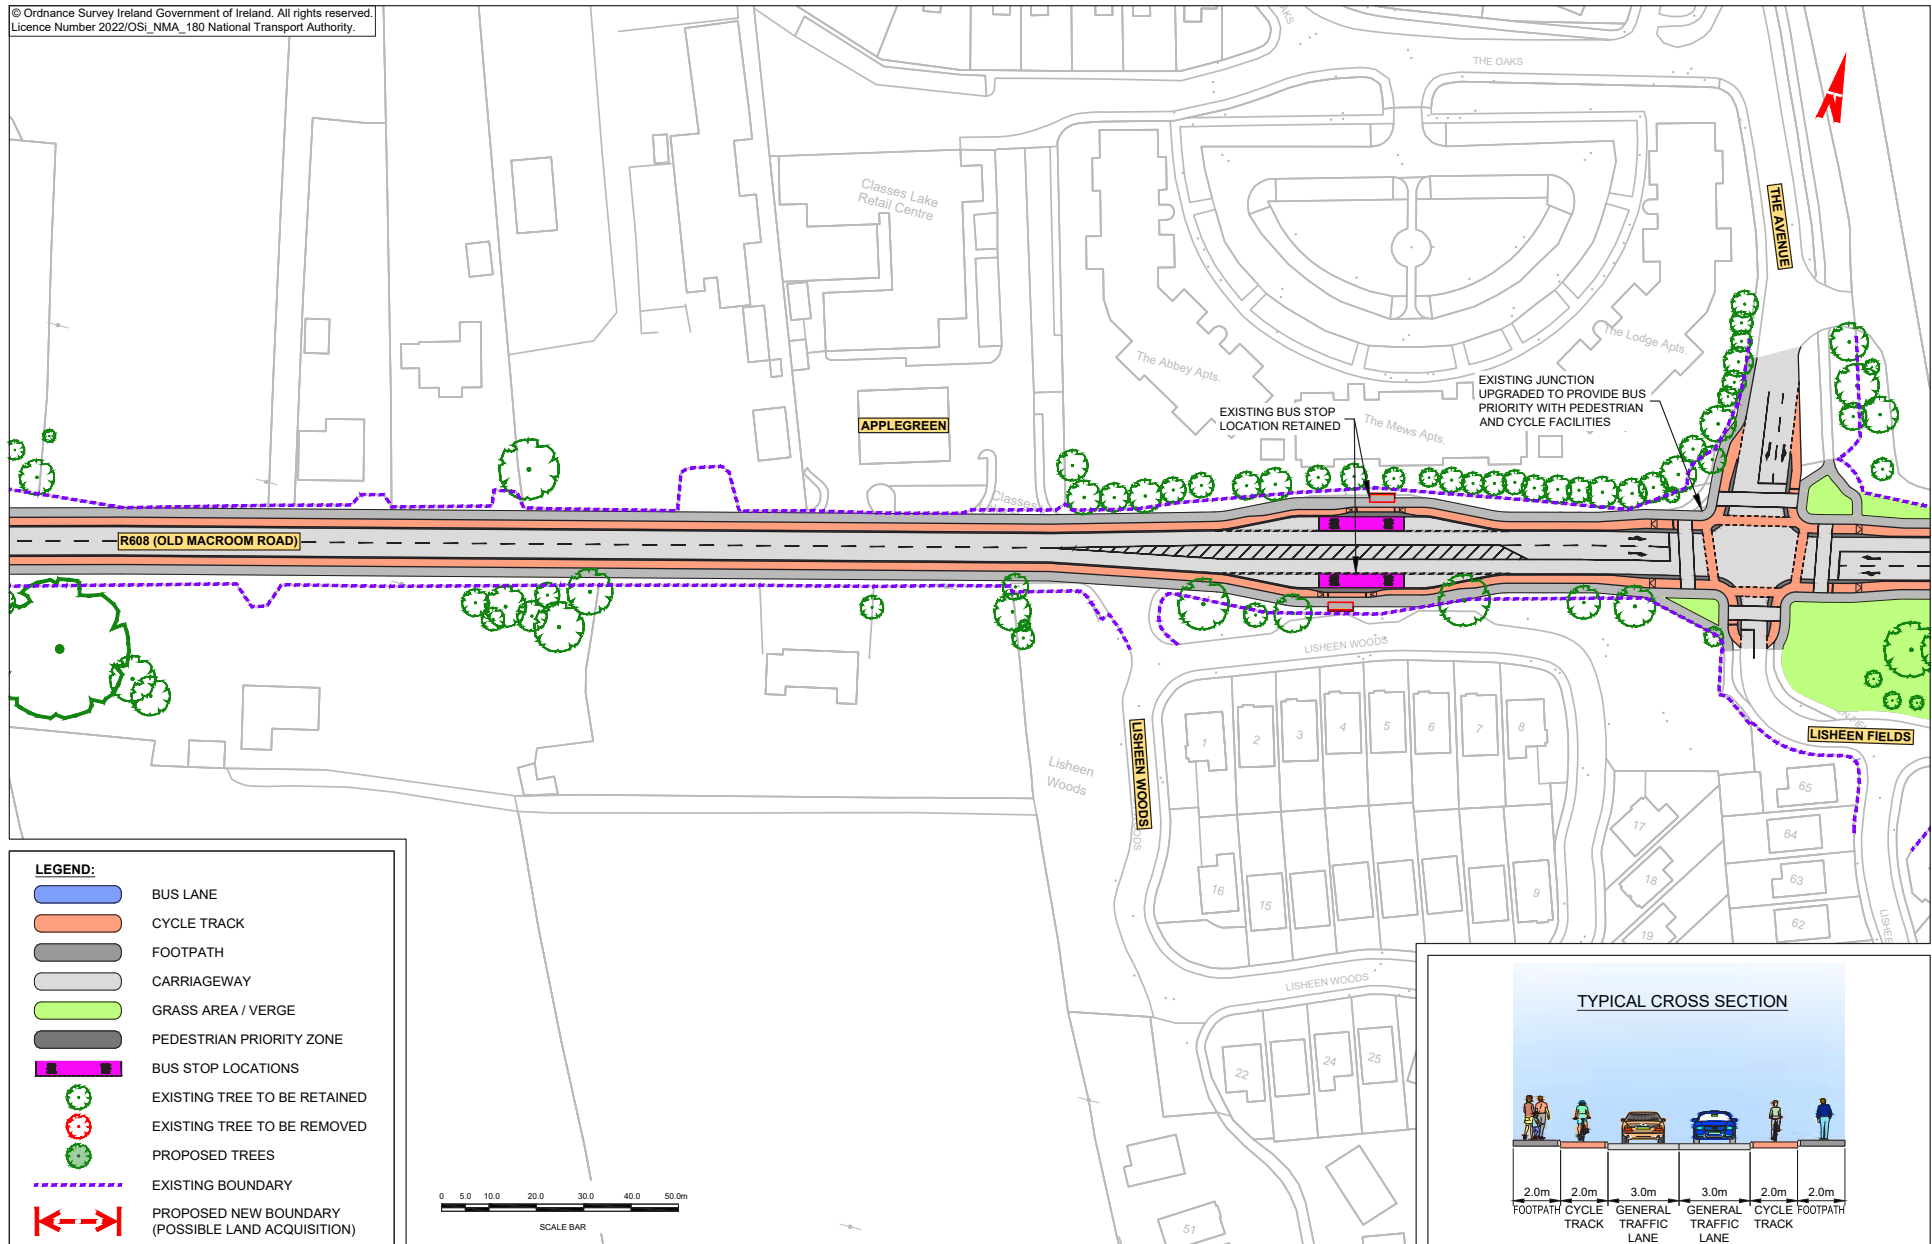 © Ordnance Survey Ireland Government of Ireland. All rights reserved.
Licence Number 2022/OSi_NMA_180 National Transport Authority.
THE OAKS
N
THE AVENUE
Classes Lake
Retail Centre
The Abbey Apts.
The Lodge Apts.
The Mews Apts.
APPLEGREEN
EXISTING BUS STOP
LOCATION RETAINED
EXISTING JUNCTION
UPGRADED TO PROVIDE BUS
PRIORITY WITH PEDESTRIAN
AND CYCLE FACILITIES
Classes
R608 (OLD MACROOM ROAD)
LISHEEN WOODS
1
2
3
4
5
6
7
8
LISHEEN FIELDS
Lisheen
Woods
LISHEEN WOODS
16
15
9
17
18
19
65
64
63
62
LISHEEN WOODS
22
24
25
51
LEGEND:
BUS LANE
CYCLE TRACK
FOOTPATH
CARRIAGEWAY
GRASS AREA / VERGE
PEDESTRIAN PRIORITY ZONE
BUS STOP LOCATIONS
EXISTING TREE TO BE RETAINED
EXISTING TREE TO BE REMOVED
PROPOSED TREES
EXISTING BOUNDARY
PROPOSED NEW BOUNDARY
(POSSIBLE LAND ACQUISITION)
0 5.0 10.0 20.0 30.0 40.0 50.0m
SCALE BAR
TYPICAL CROSS SECTION
2.0m 2.0m 3.0m 3.0m 2.0m 2.0m
FOOTPATH CYCLE GENERAL GENERAL CYCLE FOOTPATH
TRACK TRAFFIC TRAFFIC TRACK
LANE LANE